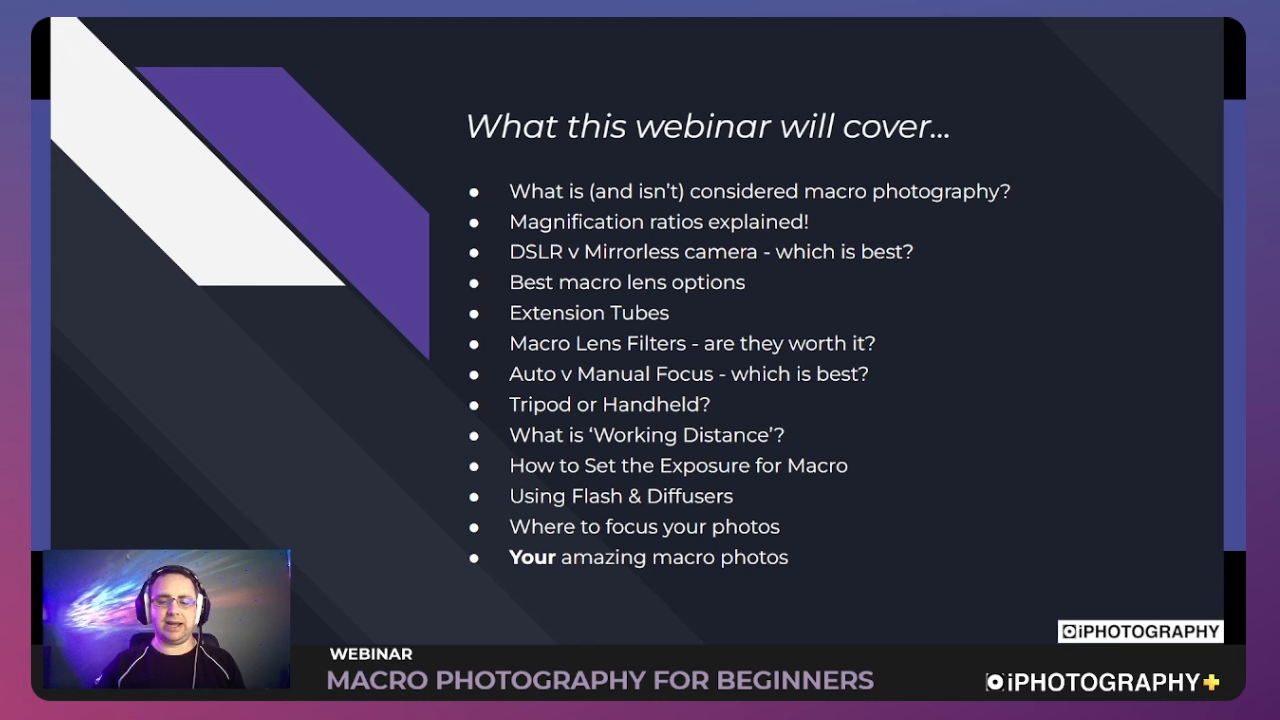 What this webinar will cover...
● What is (and isn't) considered macro photography?
● Magnification ratios explained!
● DSLR v Mirrorless camera - which is best?
● Best macro lens options
● Extension Tubes
● Macro Lens Filters - are they worth it?
● Auto v Manual Focus - which is best?
● Tripod or Handheld?
● What is ‘Working Distance’?
● How to Set the Exposure for Macro
● Using Flash & Diffusers
● Where to focus your photos
● Your amazing macro photos
iPHOTOGRAPHY
WEBINAR
MACRO PHOTOGRAPHY FOR BEGINNERS
iPHOTOGRAPHY+